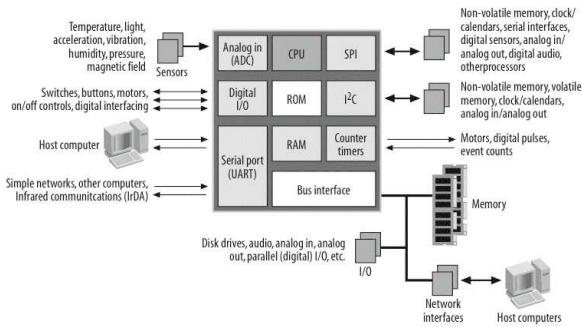 Temperature, light,
acceleration, vibration,
humidity, pressure,
magnetic field
Sensors
Analog in
(ADC)
CPU
SPI
Non-volatile memory, clock/
calendars, serial interfaces,
digital sensors, analog in/
analog out, digital audio,
otherprocessors
Switches, buttons, motors,
on/off controls, digital interfacing
Digital
I/O
ROM
I²C
Non-volatile memory, volatile
memory, clock/calendars,
analog in/analog out
Host computer
Serial port
(UART)
RAM
Counter
timers
Motors, digital pulses,
event counts
Simple networks, other computers,
Infrared communitcations (IrDA)
Bus interface
Memory
Disk drives, audio, analog in, analog
out, parallel (digital) I/O, etc.
I/O
Network
interfaces
Host computers